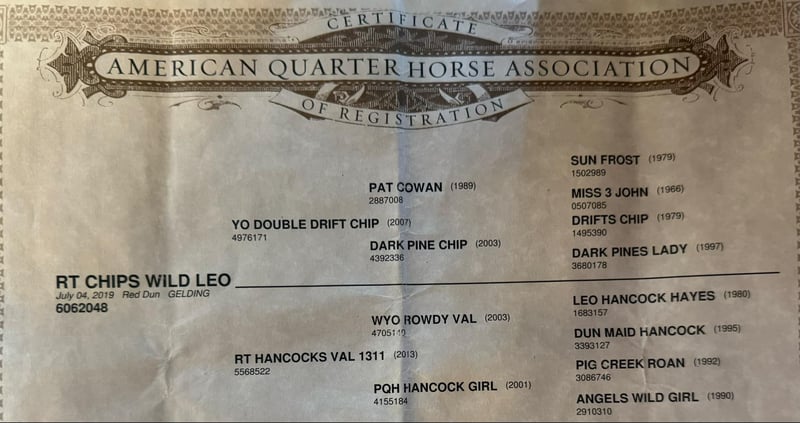 CERTIFICATE
AMERICAN QUARTER HORSE ASSOCIATION
OF REGISTRATION
SUN FROST (1979)
1502989
PAT COWAN (1989)
2887008
MISS 3 JOHN (1966)
0507085
YO DOUBLE DRIFT CHIP (2007)
4976171
DRIFTS CHIP (1979)
1495390
DARK PINE CHIP (2003)
4392336
DARK PINES LADY (1997)
3680178
RT CHIPS WILD LEO
July 04, 2019 Red Dun GELDING
6062048
LEO HANCOCK HAYES (1980)
1683157
WYO ROWDY VAL (2003)
DUN MAID HANCOCK (1995)
3393127
RT HANCOCKS VAL 1311 (2013)
5568522
PIG CREEK ROAN (1992)
3086746
PQH HANCOCK GIRL (2001)
4155184
ANGELS WILD GIRL (1990)
2910310